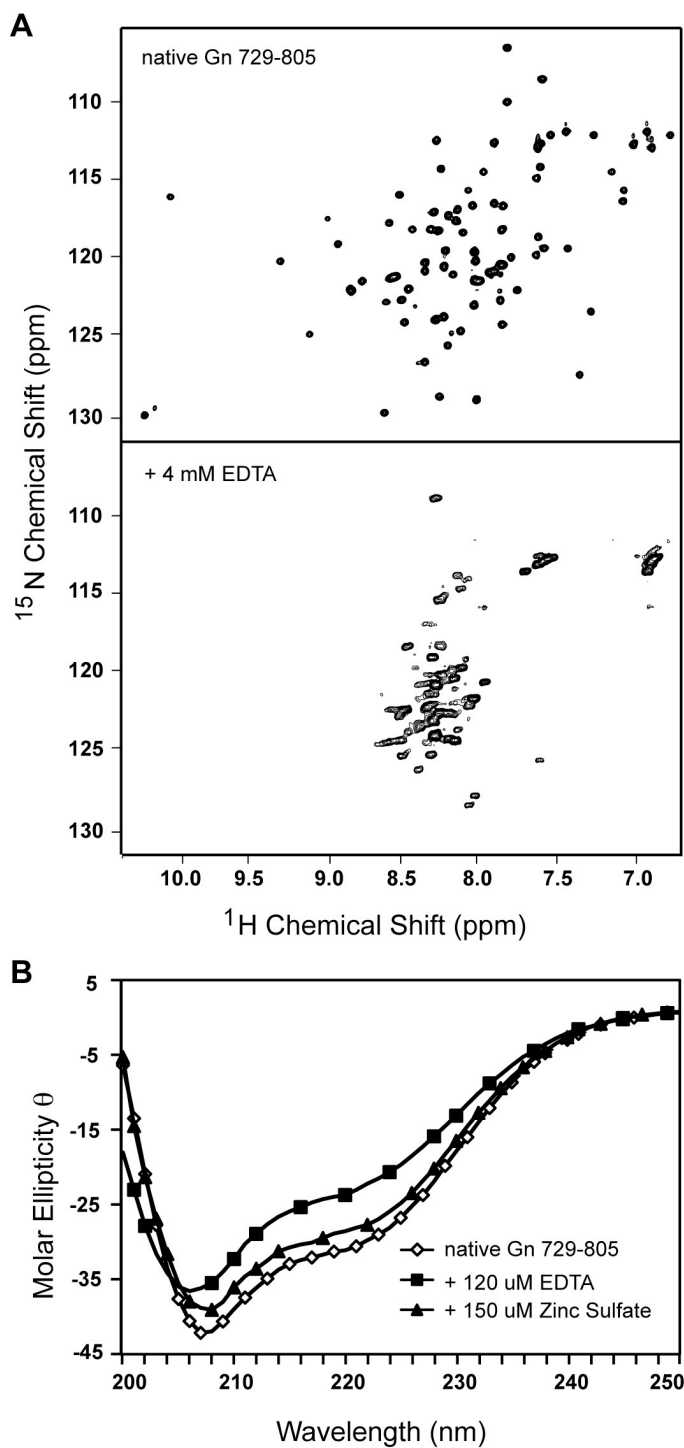 A
native Gn 729-805
110
115
120
125
130
+ 4 mM EDTA
110
115
120
125
130
15 N Chemical Shift (ppm)
10.0 9.5 9.0 8.5 8.0 7.5 7.0
1H Chemical Shift (ppm)
B
5
-5
-15
-25
-35
-45
Molar Ellipticity θ
native Gn 729-805
+ 120 uM EDTA
+ 150 uM Zinc Sulfate
200 210 220 230 240 250
Wavelength (nm)